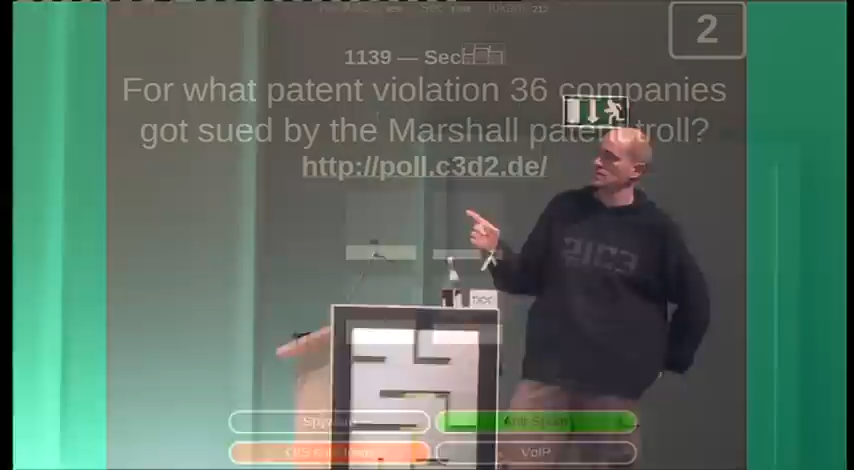 2
1139 — Sec
For what patent violation 36 companies
got sued by the Marshall patent troll?
http://poll.c3d2.de/
21C3
Anti Spam
VoIP